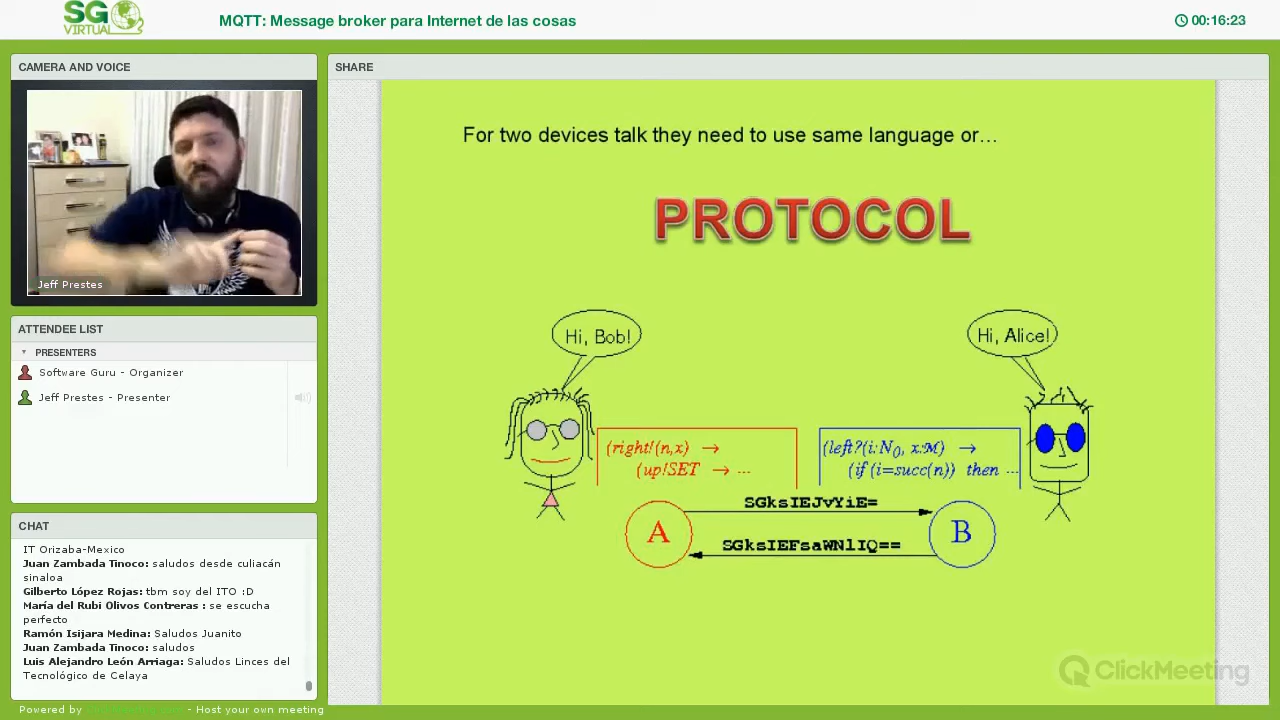 SG
VIRTUAL
MQTT: Message broker para Internet de las cosas
00:16:23
CAMERA AND VOICE
Jeff Prestes
ATTENDEE LIST
PRESENTERS
Software Guru - Organizer
Jeff Prestes - Presenter
CHAT
IT Orizaba-Mexico
Juan Zambada Tinoco: saludos desde culiacán
sinaloa
Gilberto López Rojas: tbm soy del ITO :D
María del Rubi Olivos Contreras : se escucha
perfecto
Ramón Isijara Medina: Saludos Juanito
Juan Zambada Tinoco: saludos
Luis Alejandro León Arriaga: Saludos Linces del
Tecnológico de Celaya
Powered by
- Host your own meeting
SHARE
For two devices talk they need to use same language or...
PROTOCOL
Hi, Bob!
Hi, Alice!
(right!(n,x) →
(up!SET → ...
(left?(i:N0, x:M) →
(if (i=succ(n)) then ...
SGksIEJvYiE=
A
B
SGksIEFsaWNlIQ==
ClickMeeting